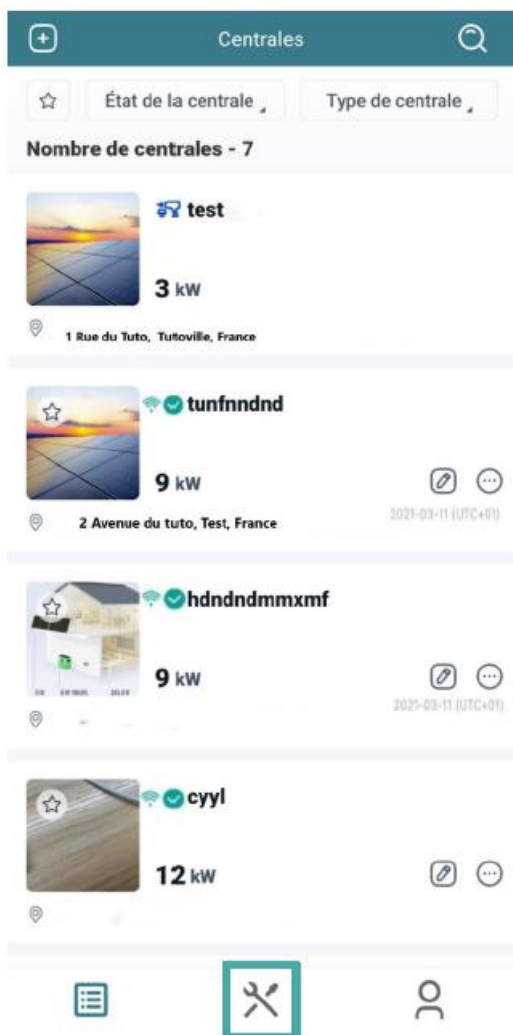 Centrales
État de la centrale
Type de centrale
Nombre de centrales - 7
test
3 kW
1 Rue du Tuto, Tutoville, France
tunfnndnd
9 kW
2 Avenue du tuto, Test, France
2021-03-11 (UTC+01)
hdndndmmxmf
9 kW
2021-03-11 (UTC+01)
cyyl
12 kW